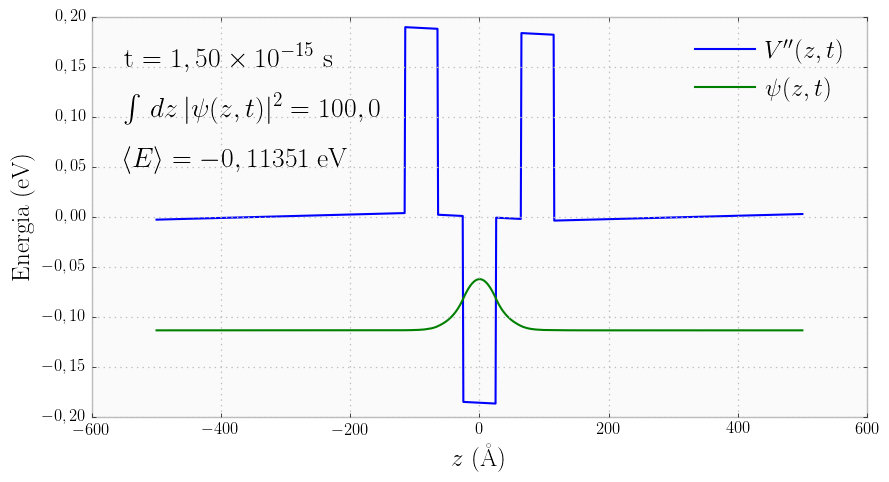 0,20
0,15
0,10
0,05
0,00
−0,05
−0,10
−0,15
−0,20
Energia (eV)
t = 1,50 × 10⁻¹⁵ s
∫ dz |ψ(z,t)|² = 100,0
⟨E⟩ = −0,11351 eV
V″(z,t)
ψ(z,t)
−600 −400 −200 0 200 400 600
z (Å)